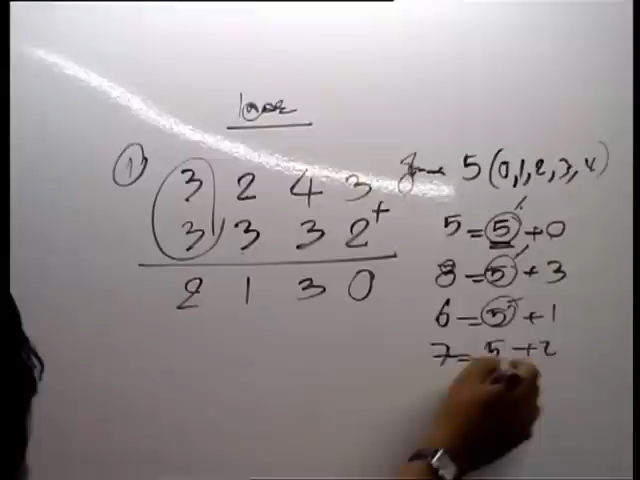 base
① 3 2 4 3
3 3 3 2 +
2 1 3 0
5 (0,1,2,3,4)
5 = 5 + 0
8 = 5 + 3
6 = 5 + 1
7 = 5 + 2